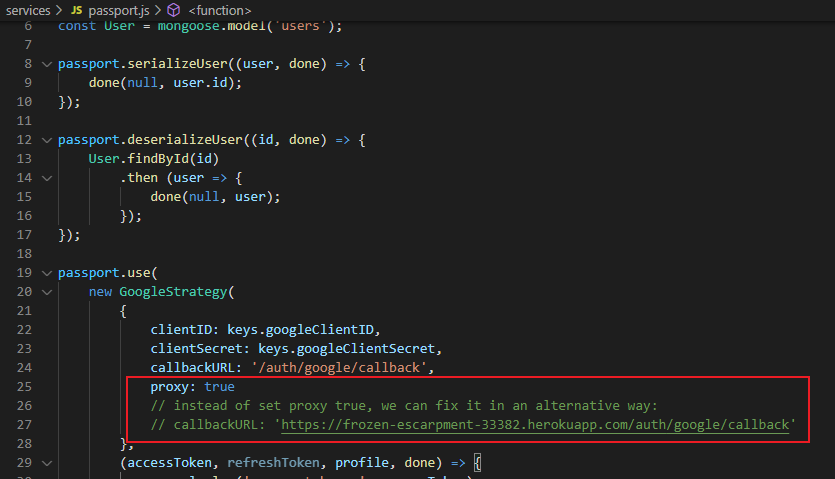 services > JS passport.js > <function>
6 const User = mongoose.model('users');
7
8 passport.serializeUser((user, done) => {
9 done(null, user.id);
10 });
11
12 passport.deserializeUser((id, done) => {
13 User.findById(id)
14 .then (user => {
15 done(null, user);
16 });
17 });
18
19 passport.use(
20 new GoogleStrategy(
21 {
22 clientID: keys.googleClientID,
23 clientSecret: keys.googleClientSecret,
24 callbackURL: '/auth/google/callback',
25 proxy: true
26 // instead of set proxy true, we can fix it in an alternative way:
27 // callbackURL: 'https://frozen-escarpment-33382.herokuapp.com/auth/google/callback'
28 },
29 (accessToken, refreshToken, profile, done) => {